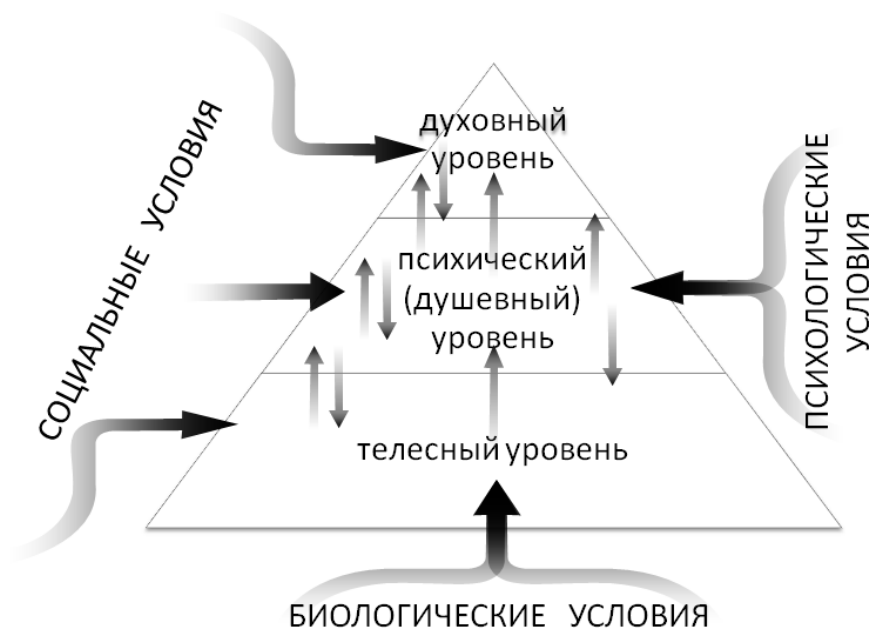 духовный
уровень
СОЦИАЛЬНЫЕ УСЛОВИЯ
психический
(душевный)
уровень
ПСИХОЛОГИЧЕСКИЕ
УСЛОВИЯ
телесный уровень
БИОЛОГИЧЕСКИЕ УСЛОВИЯ